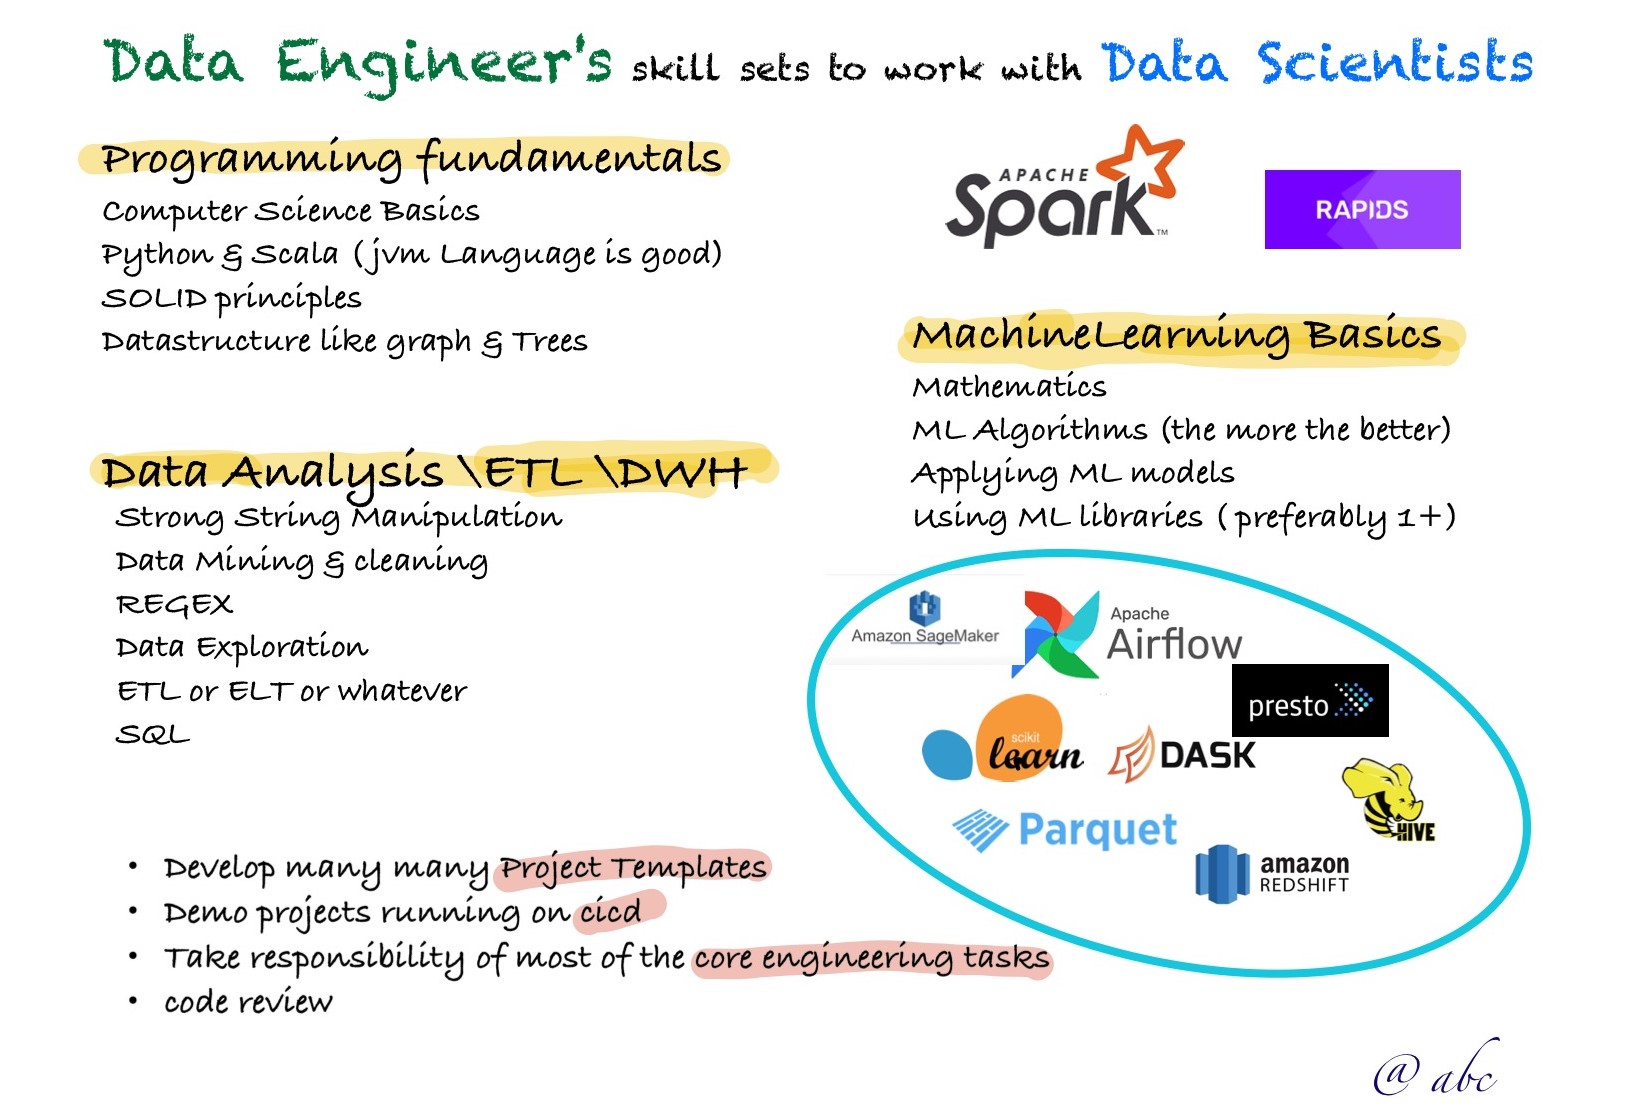 Data Engineer's skill sets to work with Data Scientists
Programming fundamentals
Computer Science Basics
Python & Scala (jvm Language is good)
SOLID principles
Datastructure like graph & Trees
Data Analysis \ETL \DWH
Strong String Manipulation
Data Mining & cleaning
REGEX
Data Exploration
ETL or ELT or whatever
SQL
• Develop many many Project Templates
• Demo projects running on cicd
• Take responsibility of most of the core engineering tasks
• code review
APACHE
Spark™
RAPIDS
MachineLearning Basics
Mathematics
ML Algorithms (the more the better)
Applying ML models
Using ML libraries (preferably 1+)
Amazon SageMaker
Apache
Airflow
presto
scikit
learn
DASK
HIVE
Parquet
amazon
REDSHIFT
@ abc